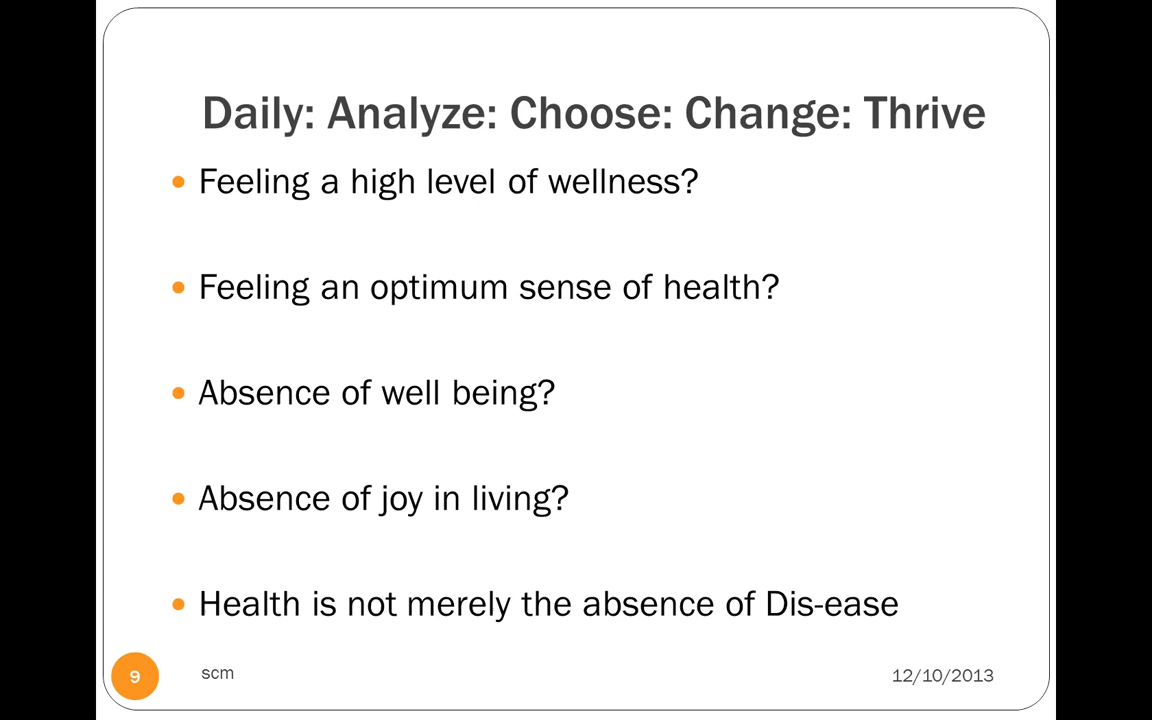 Daily: Analyze: Choose: Change: Thrive
Feeling a high level of wellness?
Feeling an optimum sense of health?
Absence of well being?
Absence of joy in living?
Health is not merely the absence of Dis-ease
9
scm
12/10/2013